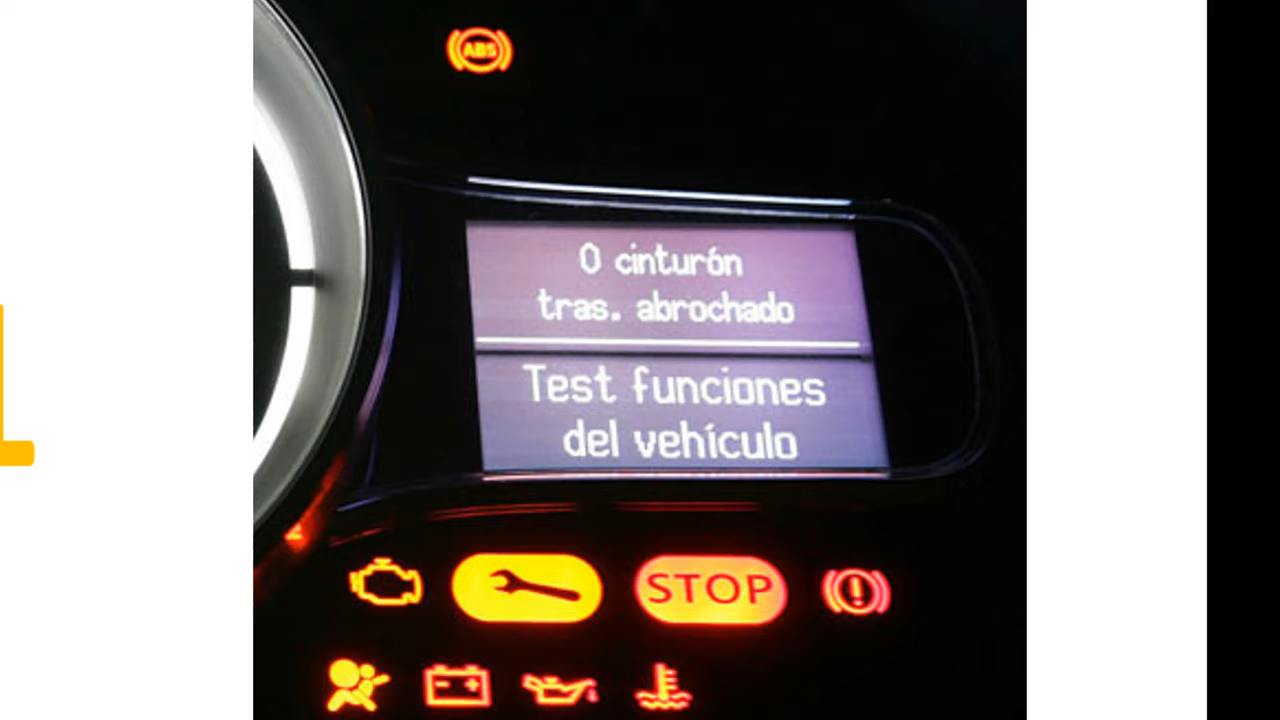 ABS
0 cinturón
tras. abrochado
Test funciones
del vehículo
STOP